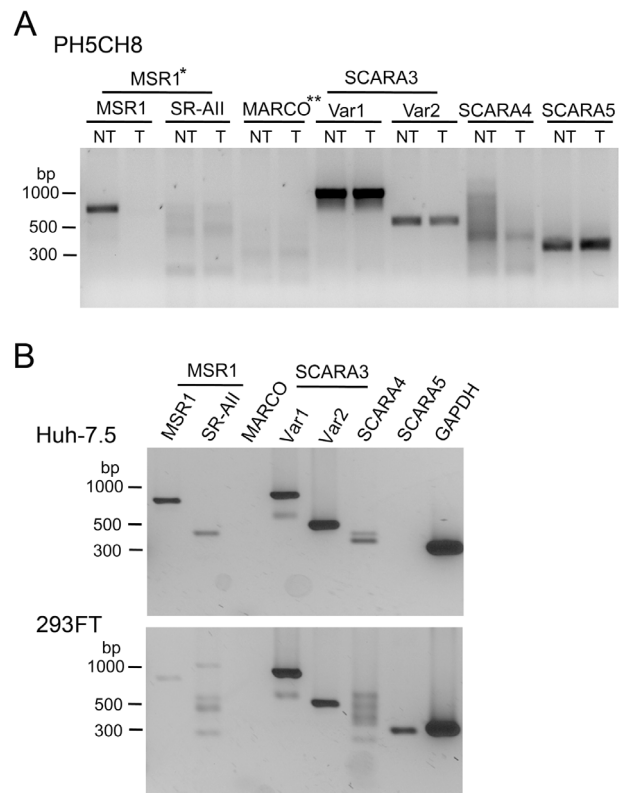 A
PH5CH8
MSR1* SCARA3
MSR1 SR-AII MARCO** Var1 Var2 SCARA4 SCARA5
NT T NT T NT T NT T NT T NT T NT T
bp
1000
500
300
B
MSR1 SCARA3
MSR1 SR-AII MARCO Var1 Var2 SCARA4 SCARA5 GAPDH
Huh-7.5
bp
1000
500
300
293FT
bp
1000
500
300